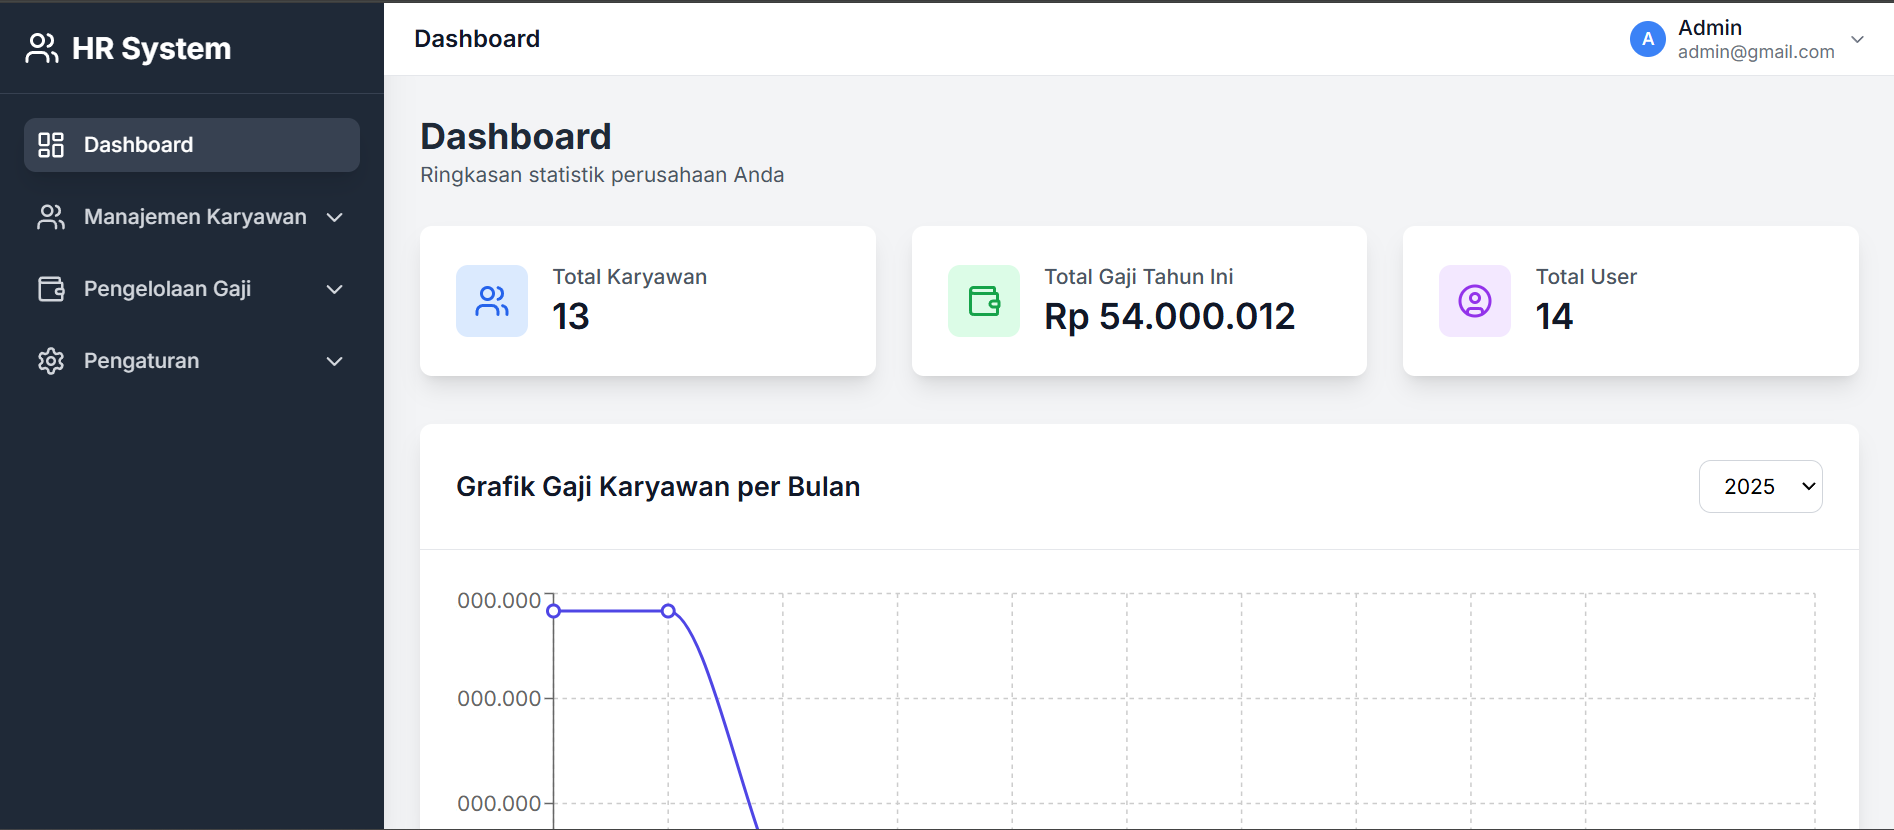 HR System
Dashboard
Manajemen Karyawan
Pengelolaan Gaji
Pengaturan
Dashboard
A
Admin
admin@gmail.com
Dashboard
Ringkasan statistik perusahaan Anda
Total Karyawan
13
Total Gaji Tahun Ini
Rp 54.000.012
Total User
14
Grafik Gaji Karyawan per Bulan
2025
000.000
000.000
000.000